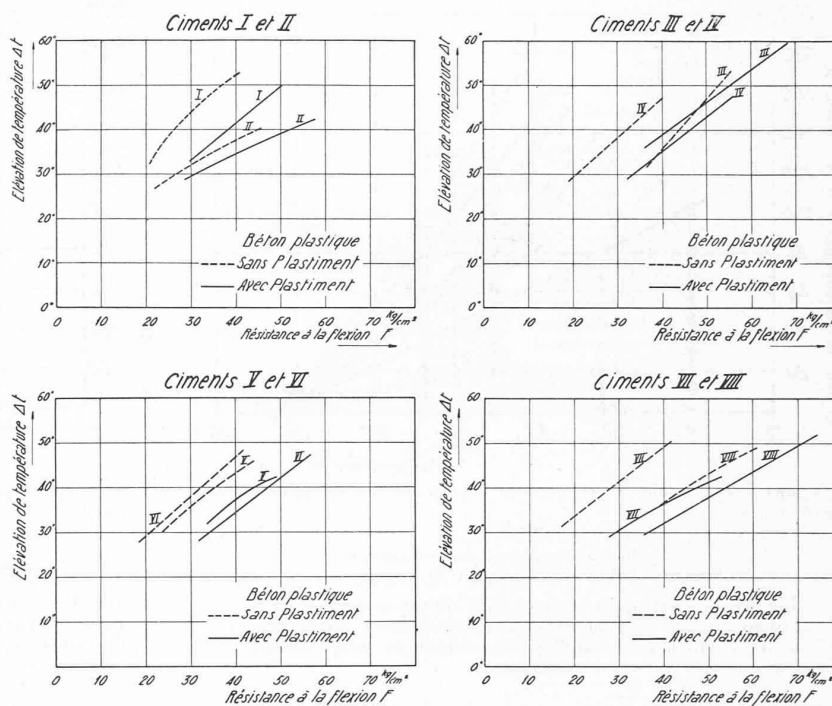 Ciments I et II
Elévation de température Δt
60°
50°
40°
30°
20°
10°
0°
I
I
II
II
Béton plastique
Sans Plastiment
Avec Plastiment
0 10 20 30 40 50 60 70 kg/cm²
Résistance à la flexion F
Ciments III et IV
Elévation de température Δt
60°
50°
40°
30°
20°
10°
0°
III
III
IV
IV
Béton plastique
Sans Plastiment
Avec Plastiment
0 10 20 30 40 50 60 70 kg/cm²
Résistance à la flexion F
Ciments V et VI
Elévation de température Δt
60°
50°
40°
30°
20°
10°
0°
V
VI
V
VI
Béton plastique
Sans Plastiment
Avec Plastiment
0 10 20 30 40 50 60 70 kg/cm²
Résistance à la flexion F
Ciments VII et VIII
Elévation de température Δt
60°
50°
40°
30°
20°
10°
0°
VII
VIII
VIII
VII
Béton plastique
Sans Plastiment
Avec Plastiment
0 10 20 30 40 50 60 70 kg/cm²
Résistance à la flexion F